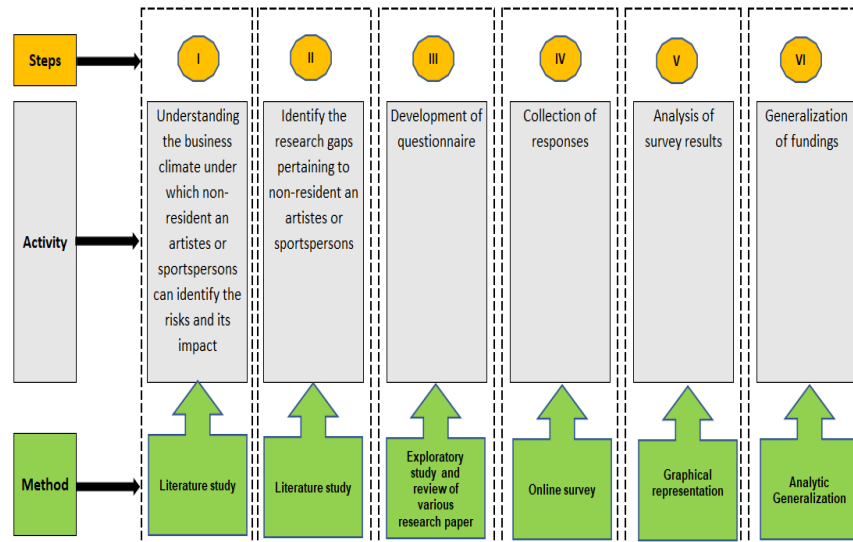 Steps
I
II
III
IV
V
VI
Activity
Understanding
the business
climate under
which non-
resident an
artistes or
sportspersons
can identify the
risks and its
impact
Identify the
research gaps
pertaining to
non-resident an
artistes or
sportspersons
Development of
questionnaire
Collection of
responses
Analysis of
survey results
Generalization
of fundings
Method
Literature study
Literature study
Exploratory
study and
review of
various
research paper
Online survey
Graphical
representation
Analytic
Generalization